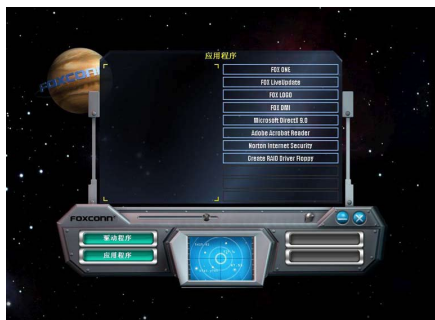 应用程序
FOXCONN
FOX ONE
FOX LiveUpdate
FOX LOGO
FOX DMI
Microsoft DirectX 9.0
Adobe Acrobat Reader
Norton Internet Security
Create RAID Driver Floppy
FOXCONN
驱动程序
应用程序